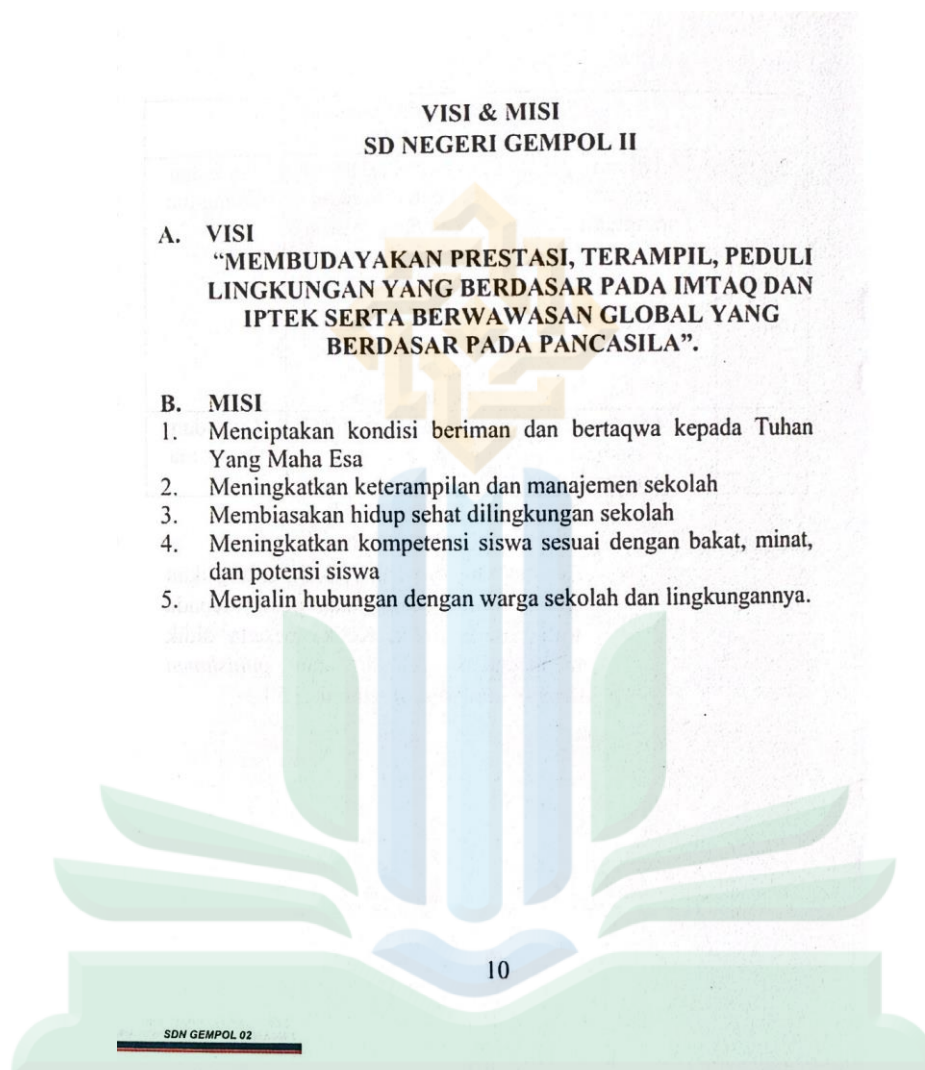 VISI & MISI
SD NEGERI GEMPOL II
A. VISI
“MEMBUDAYAKAN PRESTASI, TERAMPIL, PEDULI
LINGKUNGAN YANG BERDASAR PADA IMTAQ DAN
IPTEK SERTA BERWAWASAN GLOBAL YANG
BERDASAR PADA PANCASILA”.
B. MISI
1. Menciptakan kondisi beriman dan bertaqwa kepada Tuhan
Yang Maha Esa
2. Meningkatkan keterampilan dan manajemen sekolah
3. Membiasakan hidup sehat dilingkungan sekolah
4. Meningkatkan kompetensi siswa sesuai dengan bakat, minat,
dan potensi siswa
5. Menjalin hubungan dengan warga sekolah dan lingkungannya.
10
SDN GEMPOL 02